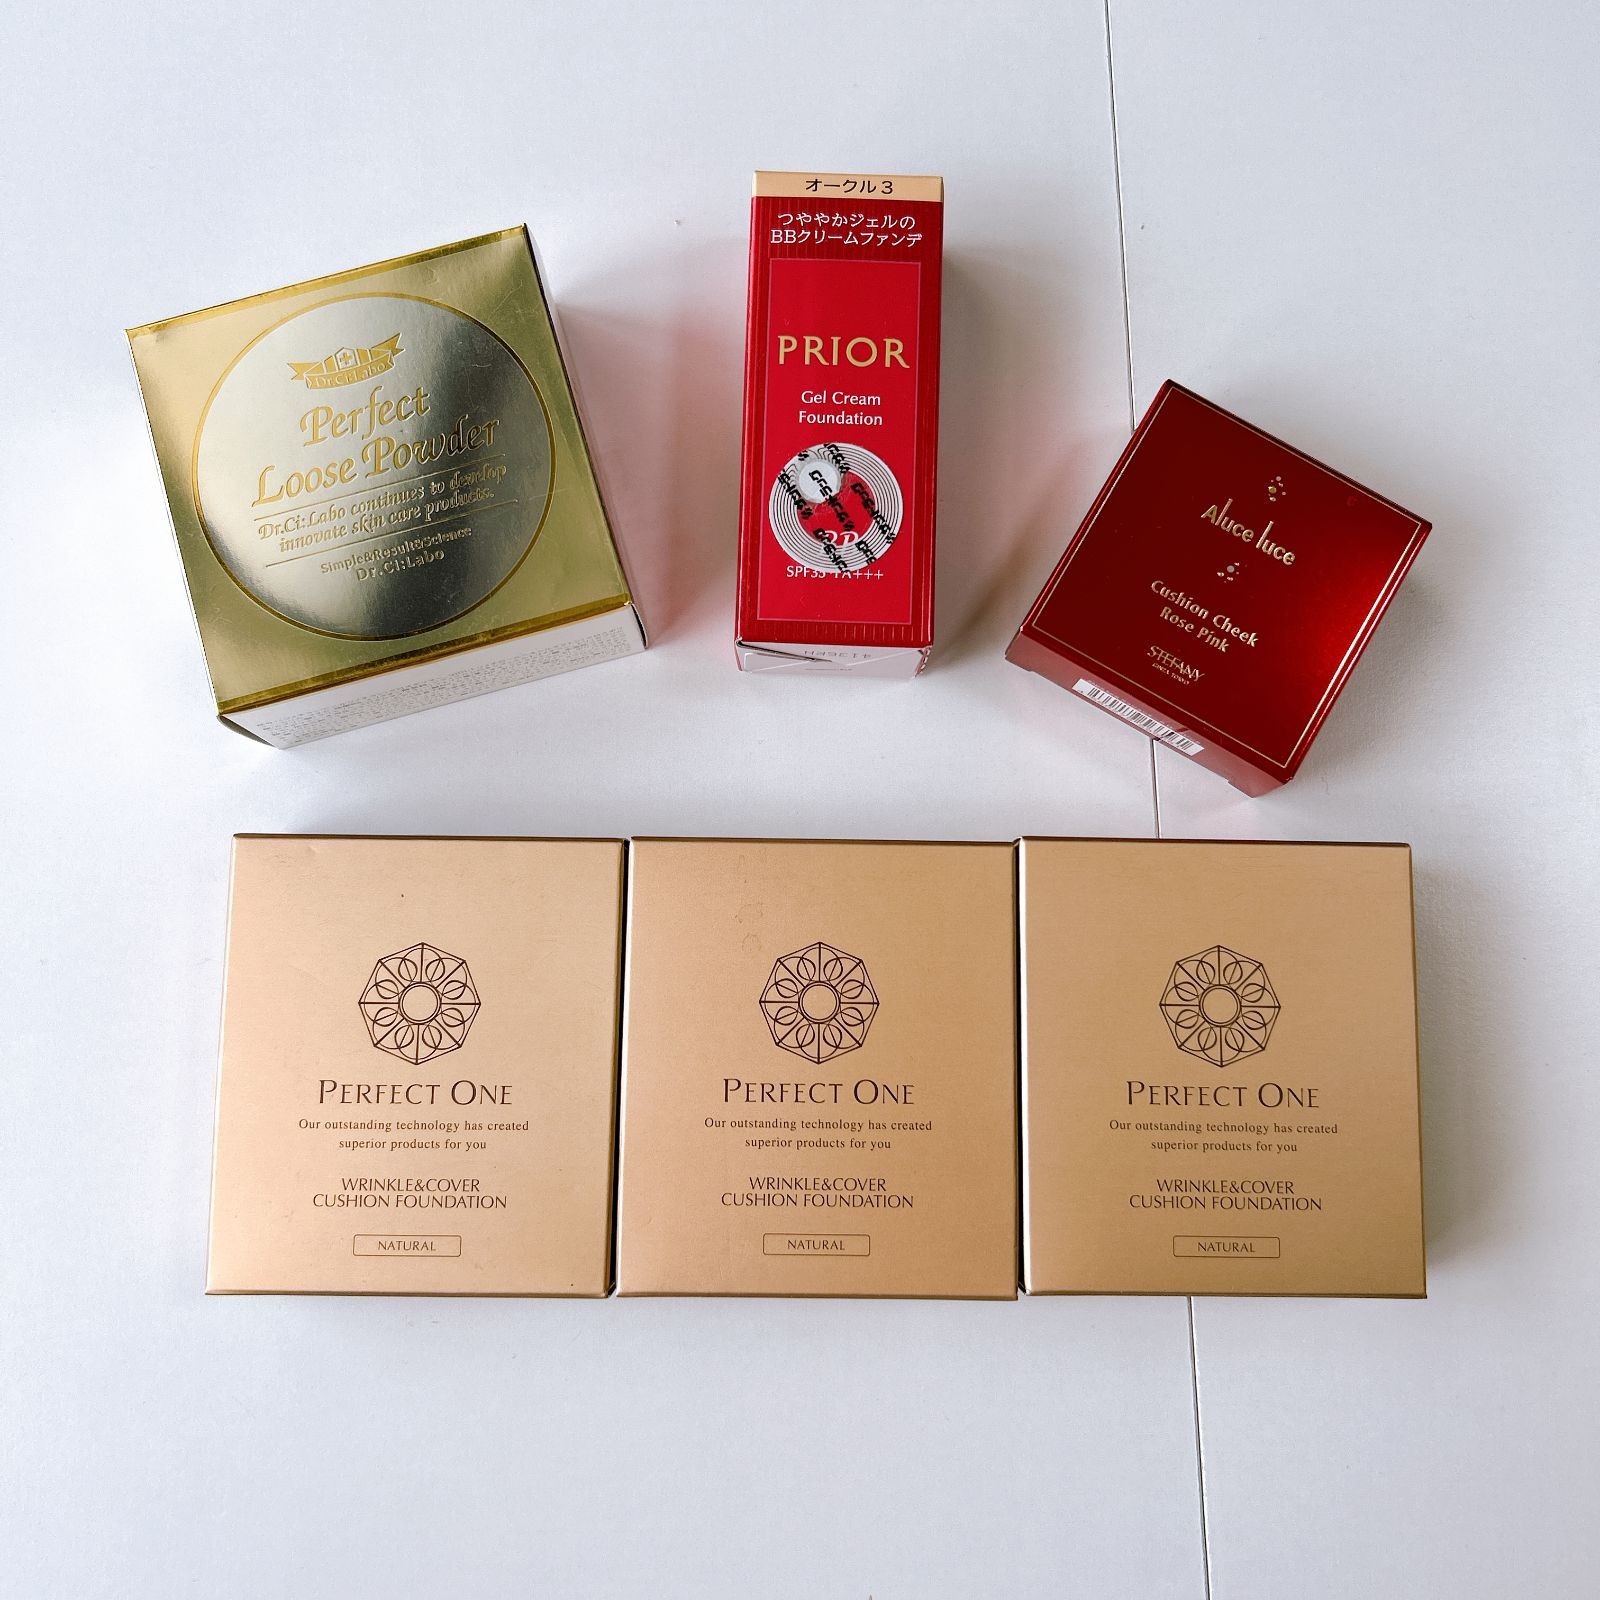 Dr.Ci:Labo
Perfect
Loose Powder
Dr.Ci:Labo continues to develop
innovate skin care products.
Simple&Result&Science
Dr.Ci:Labo
オークル3
つややかジェルの
BBクリームファンデ
PRIOR
Gel Cream
Foundation
SPF35 PA+++
Aluce luce
Cushion Cheek
Rose Pink
STEFANY
GINZA TOKYO
PERFECT ONE
Our outstanding technology has created
superior products for you
WRINKLE&COVER
CUSHION FOUNDATION
NATURAL
PERFECT ONE
Our outstanding technology has created
superior products for you
WRINKLE&COVER
CUSHION FOUNDATION
NATURAL
PERFECT ONE
Our outstanding technology has created
superior products for you
WRINKLE&COVER
CUSHION FOUNDATION
NATURAL